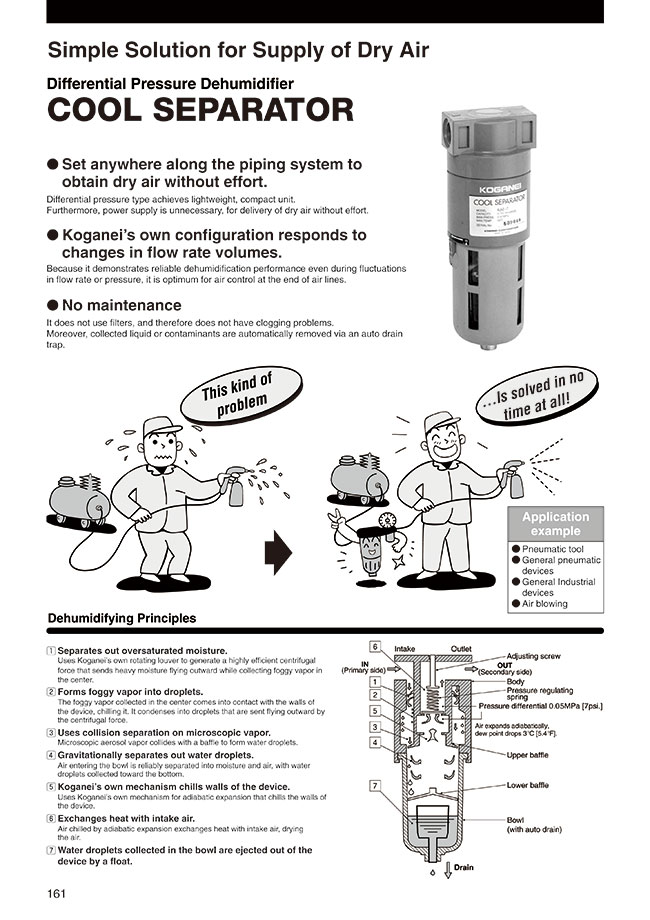 Simple Solution for Supply of Dry Air
Differential Pressure Dehumidifier
COOL SEPARATOR
● Set anywhere along the piping system to
obtain dry air without effort.
Differential pressure type achieves lightweight, compact unit.
Furthermore, power supply is unnecessary, for delivery of dry air without effort.
● Koganei's own configuration responds to
changes in flow rate volumes.
Because it demonstrates reliable dehumidification performance even during fluctuations
in flow rate or pressure, it is optimum for air control at the end of air lines.
● No maintenance
It does not use filters, and therefore does not have clogging problems.
Moreover, collected liquid or contaminants are automatically removed via an auto drain
trap.
KOGANEI
COOL SEPARATOR
This kind of
problem
...Is solved in no
time at all!
Application
example
● Pneumatic tool
● General pneumatic
devices
● General Industrial
devices
● Air blowing
Dehumidifying Principles
1 Separates out oversaturated moisture.
Uses Koganei's own rotating louver to generate a highly efficient centrifugal
force that sends heavy moisture flying outward while collecting foggy vapor in
the center.
2 Forms foggy vapor into droplets.
The foggy vapor collected in the center comes into contact with the walls of
the device, chilling it. It condenses into droplets that are sent flying outward by
the centrifugal force.
3 Uses collision separation on microscopic vapor.
Microscopic aerosol vapor collides with a baffle to form water droplets.
4 Gravitationally separates out water droplets.
Air entering the bowl is reliably separated into moisture and air, with water
droplets collected toward the bottom.
5 Koganei's own mechanism chills walls of the device.
Uses Koganei's own mechanism for adiabatic expansion that chills the walls of
the device.
6 Exchanges heat with intake air.
Air chilled by adiabatic expansion exchanges heat with intake air, drying
the air.
7 Water droplets collected in the bowl are ejected out of the
device by a float.
6
Intake
Outlet
Adjusting screw
IN
(Primary side)
OUT
(Secondary side)
1
Body
2
Pressure regulating
spring
Pressure differential 0.05MPa [7psi.]
5
3
Air expands adiabatically,
dew point drops 3°C [5.4°F].
4
Upper baffle
7
Lower baffle
Bowl
(with auto drain)
Drain
161